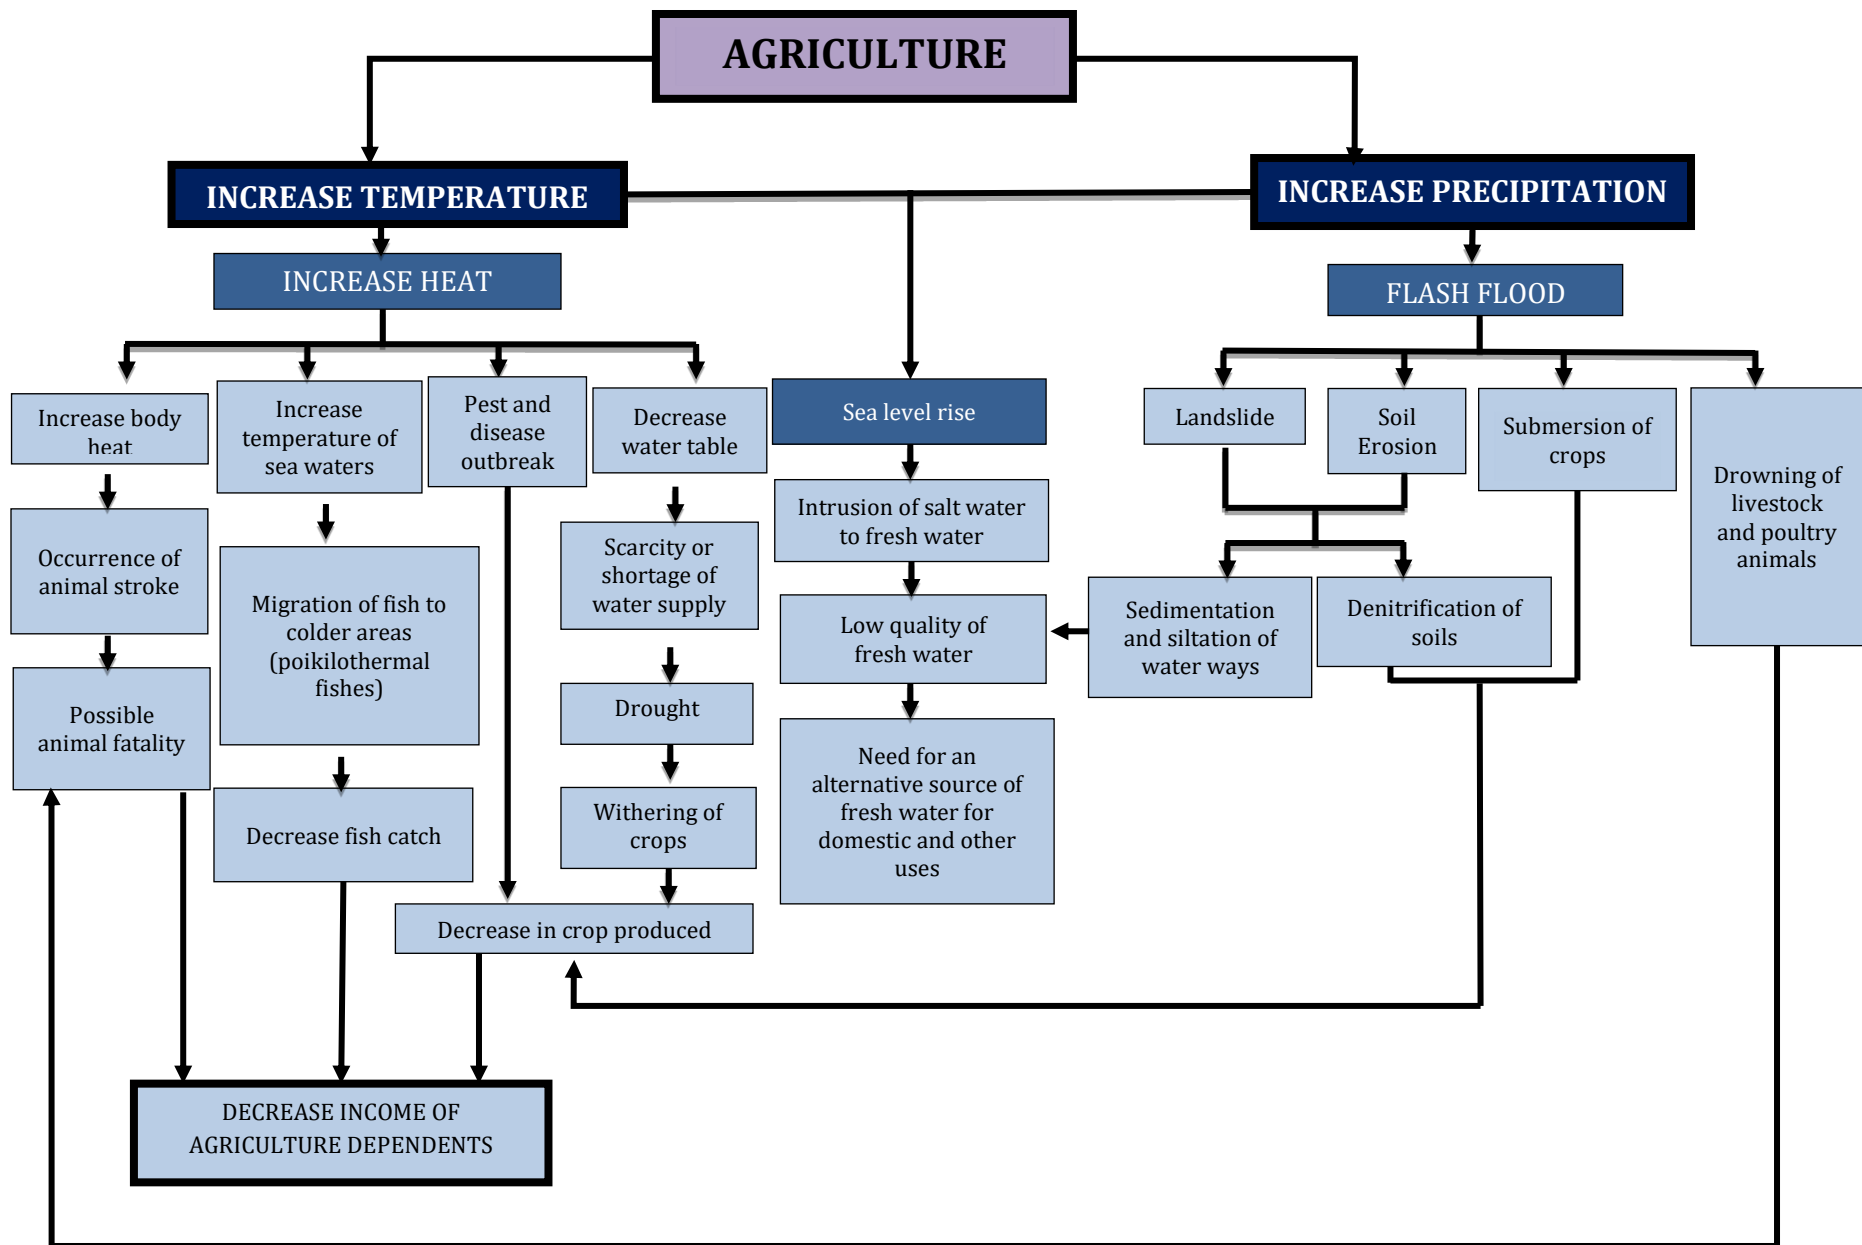 AGRICULTURE
INCREASE TEMPERATURE
INCREASE PRECIPITATION
INCREASE HEAT
FLASH FLOOD
Increase body
heat
Increase
temperature of
sea waters
Pest and
disease
outbreak
Decrease
water table
Sea level rise
Landslide
Soil
Erosion
Submersion of
crops
Drowning of
livestock
and poultry
animals
Occurrence of
animal stroke
Migration of fish to
colder areas
(poikilothermal
fishes)
Scarcity or
shortage of
water supply
Intrusion of salt water
to fresh water
Low quality of
fresh water
Sedimentation
and siltation of
water ways
Denitrification of
soils
Possible
animal fatality
Drought
Need for an
alternative source of
fresh water for
domestic and other
uses
Decrease fish catch
Withering of
crops
Decrease in crop produced
DECREASE INCOME OF
AGRICULTURE DEPENDENTS